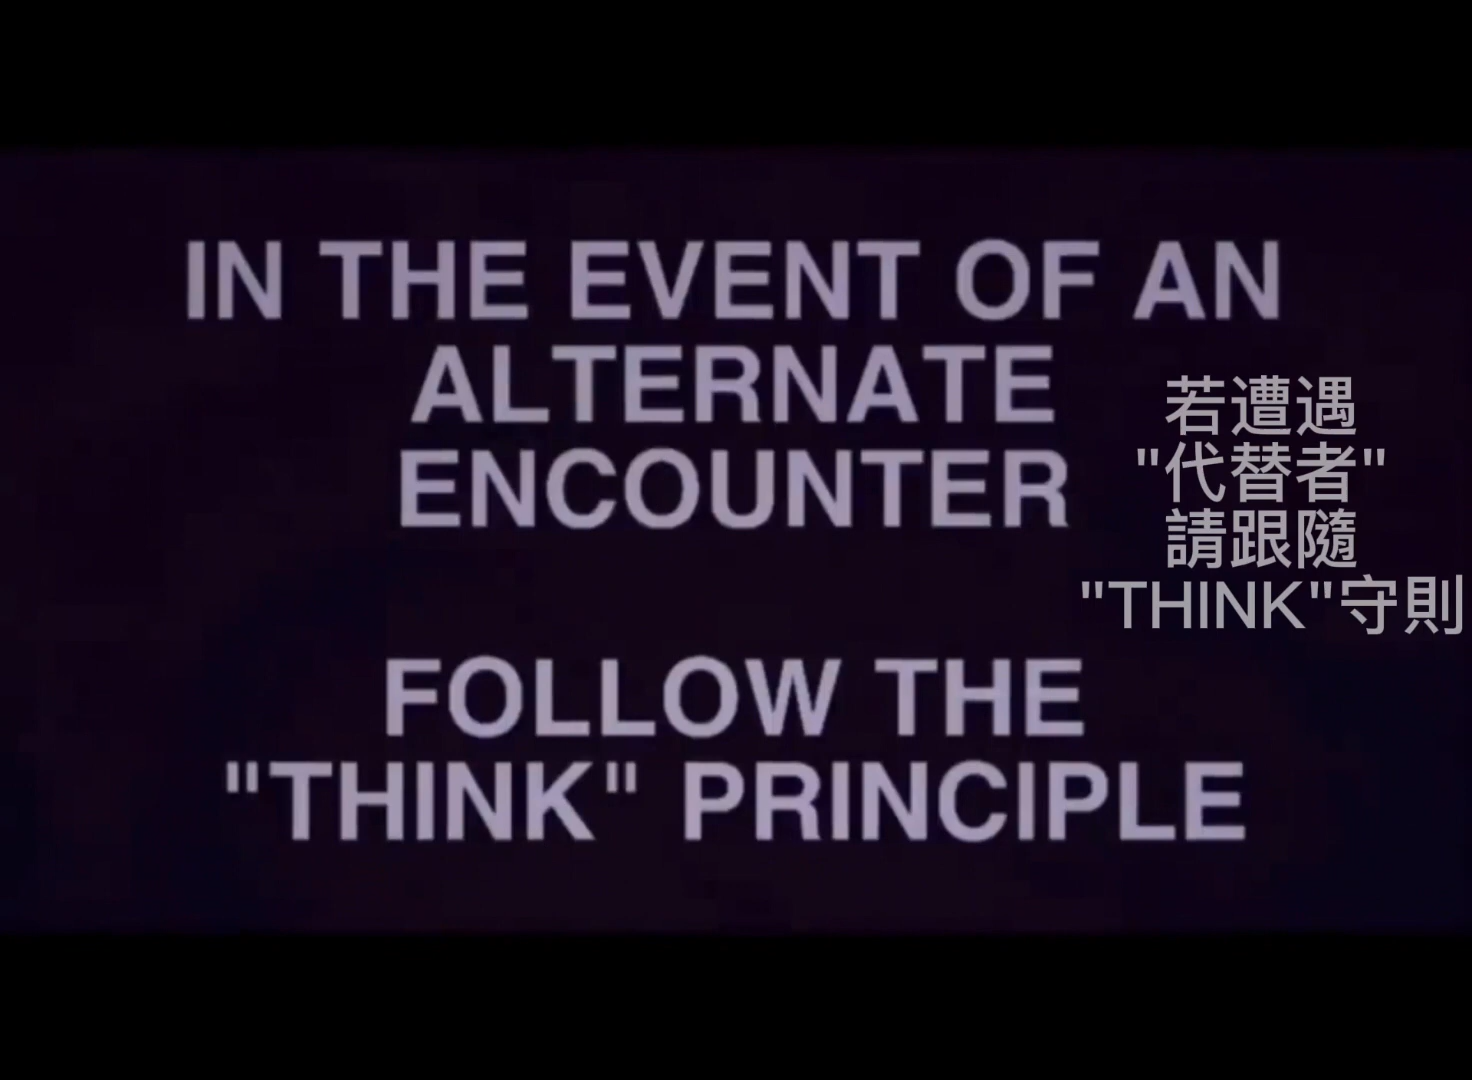 IN THE EVENT OF AN
ALTERNATE
ENCOUNTER
FOLLOW THE
"THINK" PRINCIPLE
若遭遇
"代替者"
請跟隨
"THINK"守則